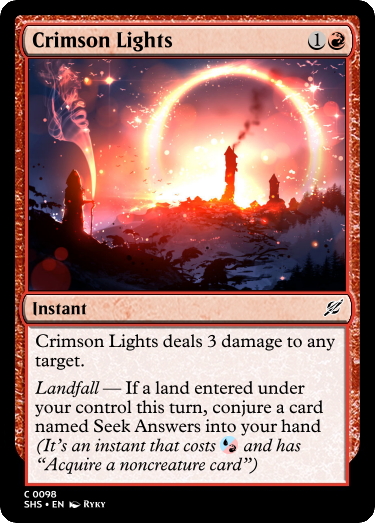 Crimson Lights 1
Instant
Crimson Lights deals 3 damage to any
target.
Landfall — If a land entered under
your control this turn, conjure a card
named Seek Answers into your hand
(It's an instant that costs and has
“Acquire a noncreature card”)
C 0098
SHS • EN Ryky